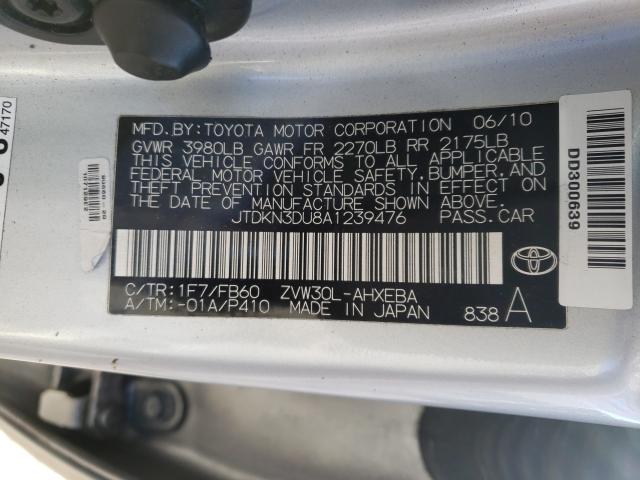 MFD. BY: TOYOTA MOTOR CORPORATION 06/10
GVWR 3980LB GAWR FR 2270LB RR 2175LB
THIS VEHICLE CONFORMS TO ALL APPLICABLE
FEDERAL MOTOR VEHICLE SAFETY,BUMPER,AND
THEFT PREVENTION STANDARDS IN EFFECT ON
THE DATE OF MANUFACTURE SHOWN ABOVE.
JTDKN3DU8A1239476 PASS.CAR
C/TR:1F7/FB60 ZVW30L-AHXEBA
A/TM:-01A/P410 MADE IN JAPAN 838 A
DD300639
47170